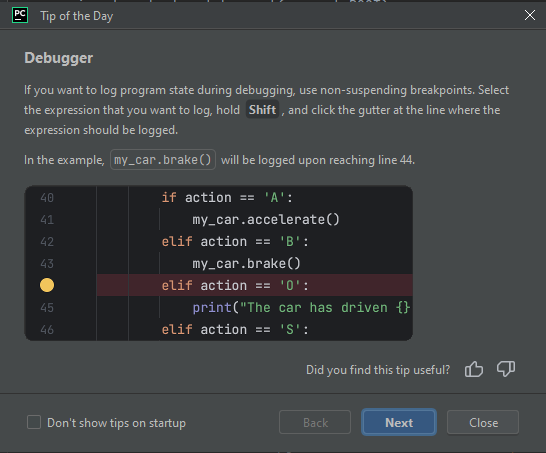 PC Tip of the Day
Debugger
If you want to log program state during debugging, use non-suspending breakpoints. Select
the expression that you want to log, hold Shift , and click the gutter at the line where the
expression should be logged.
In the example, my_car.brake() will be logged upon reaching line 44.
40 if action == 'A':
41 my_car.accelerate()
42 elif action == 'B':
43 my_car.brake()
elif action == 'O':
45 print("The car has driven {}
46 elif action == 'S':
Did you find this tip useful?
Don't show tips on startup
Back Next Close